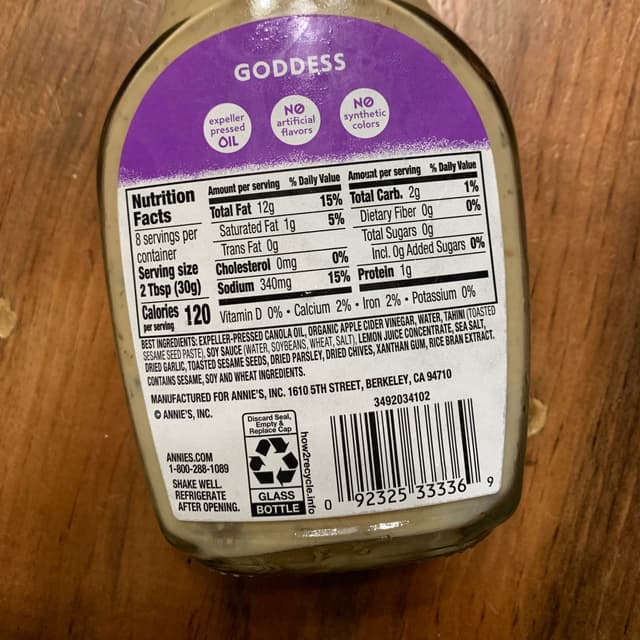 GODDESS
expeller
pressed
OIL
NO
artificial
flavors
NO
synthetic
colors
Nutrition
Facts
8 servings per
container
Serving size
2 Tbsp (30g)
Calories 120
per serving
Amount per serving % Daily Value
Total Fat 12g 15%
Saturated Fat 1g 5%
Trans Fat 0g
Cholesterol 0mg 0%
Sodium 340mg 15%
Amount per serving % Daily Value
Total Carb. 2g 1%
Dietary Fiber 0g 0%
Total Sugars 0g
Incl. 0g Added Sugars 0%
Protein 1g
Vitamin D 0% • Calcium 2% • Iron 2% • Potassium 0%
BEST INGREDIENTS: EXPELLER-PRESSED CANOLA OIL, ORGANIC APPLE CIDER VINEGAR, WATER, TAHINI (TOASTED
SESAME SEED PASTE), SOY SAUCE (WATER, SOYBEANS, WHEAT, SALT), LEMON JUICE CONCENTRATE, SEA SALT,
DRIED GARLIC, TOASTED SESAME SEEDS, DRIED PARSLEY, DRIED CHIVES, XANTHAN GUM, RICE BRAN EXTRACT.
CONTAINS SESAME, SOY AND WHEAT INGREDIENTS.
MANUFACTURED FOR ANNIE'S, INC. 1610 5TH STREET, BERKELEY, CA 94710
© ANNIE'S, INC.
3492034102
ANNIES.COM
1-800-288-1089
SHAKE WELL.
REFRIGERATE
AFTER OPENING.
Discard Seal,
Empty &
Replace Cap
GLASS
BOTTLE
how2recycle.info
0 92325 33336 9